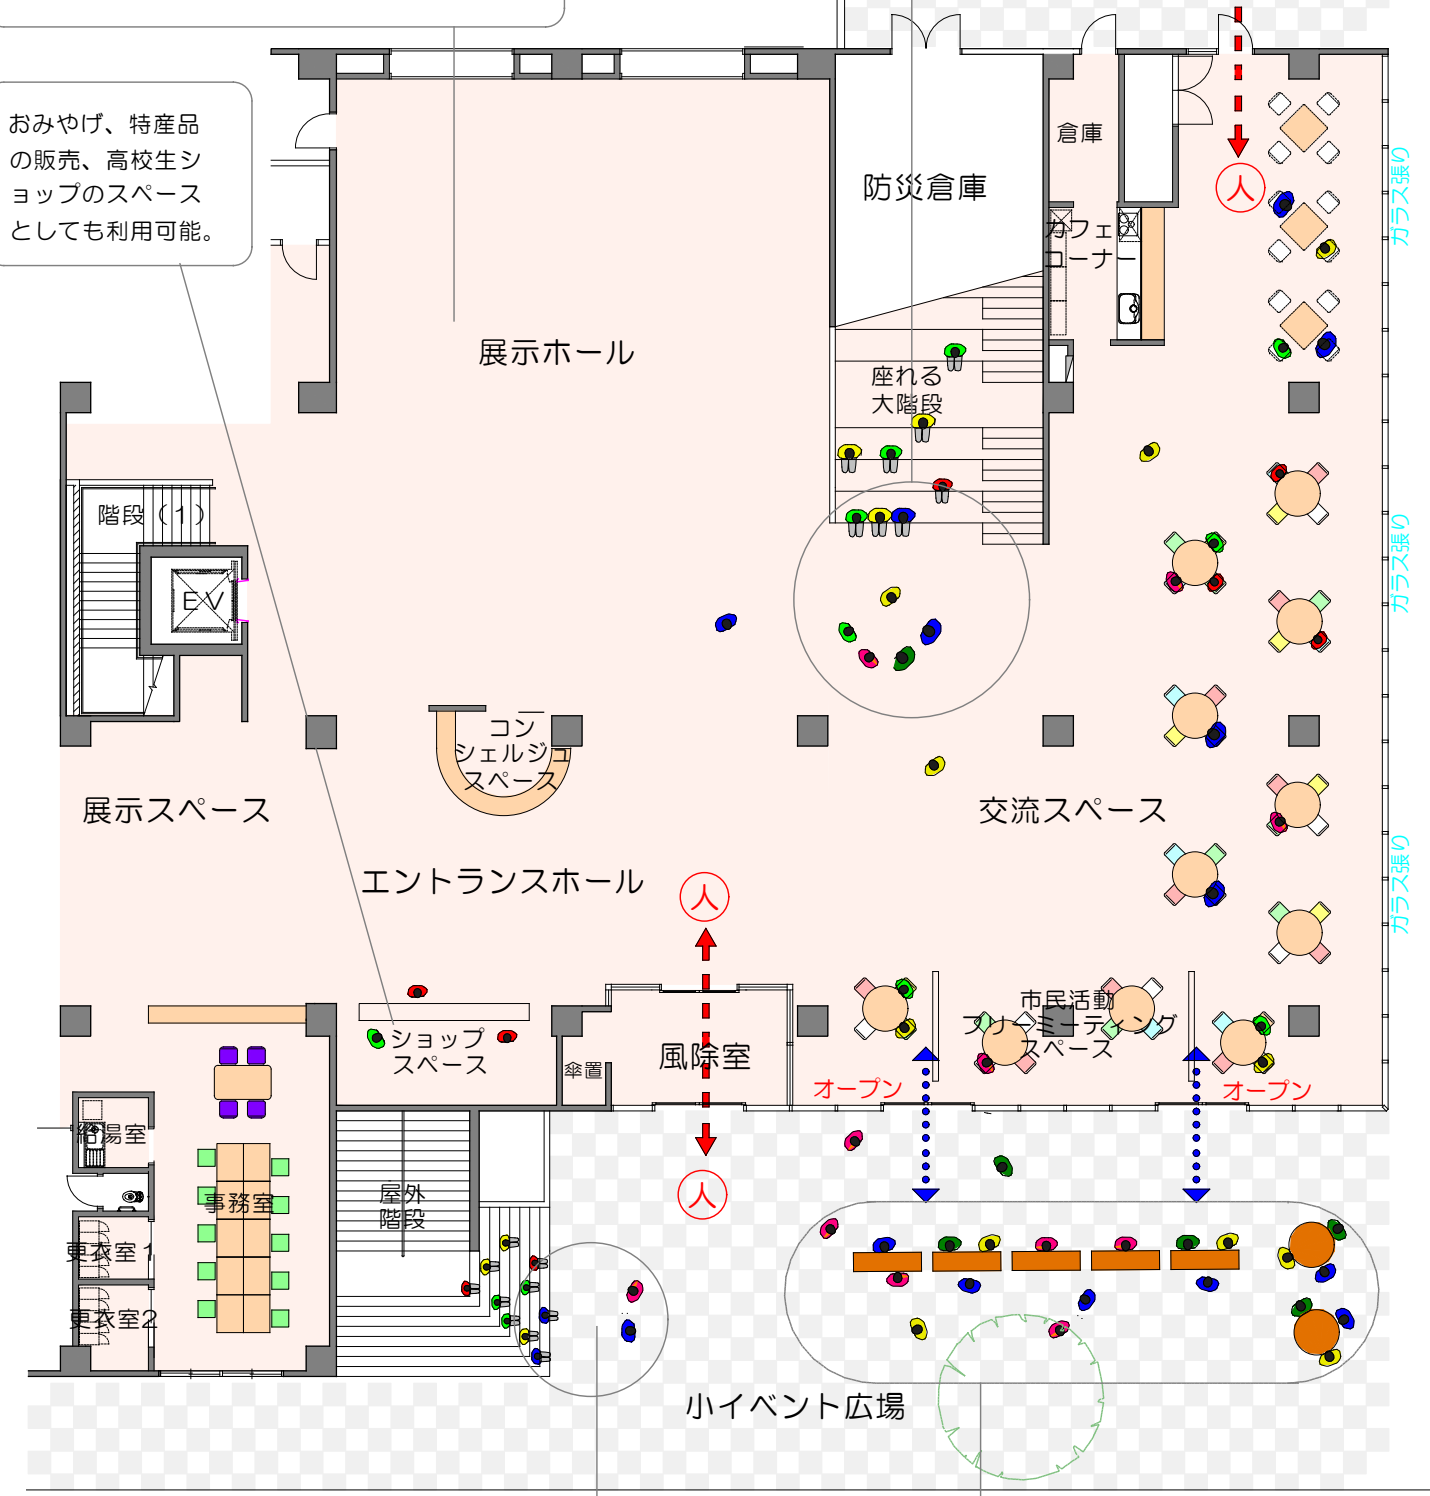 おみやげ、特産品
の販売、高校生シ
ョップのスペース
としても利用可能。
倉庫
防災倉庫
人
ガラス張り
カフェ
コーナー
展示ホール
座れる
大階段
階段（１）
ＥＶ
ガラス張り
コン
シェルジュ
スペース
展示スペース
交流スペース
エントランスホール
人
ガラス張り
市民活動
フリーミーティング
スペース
ショップ
スペース
傘置
風除室
オープン
オープン
給湯室
事務室
屋外
階段
人
更衣室１
更衣室２
小イベント広場